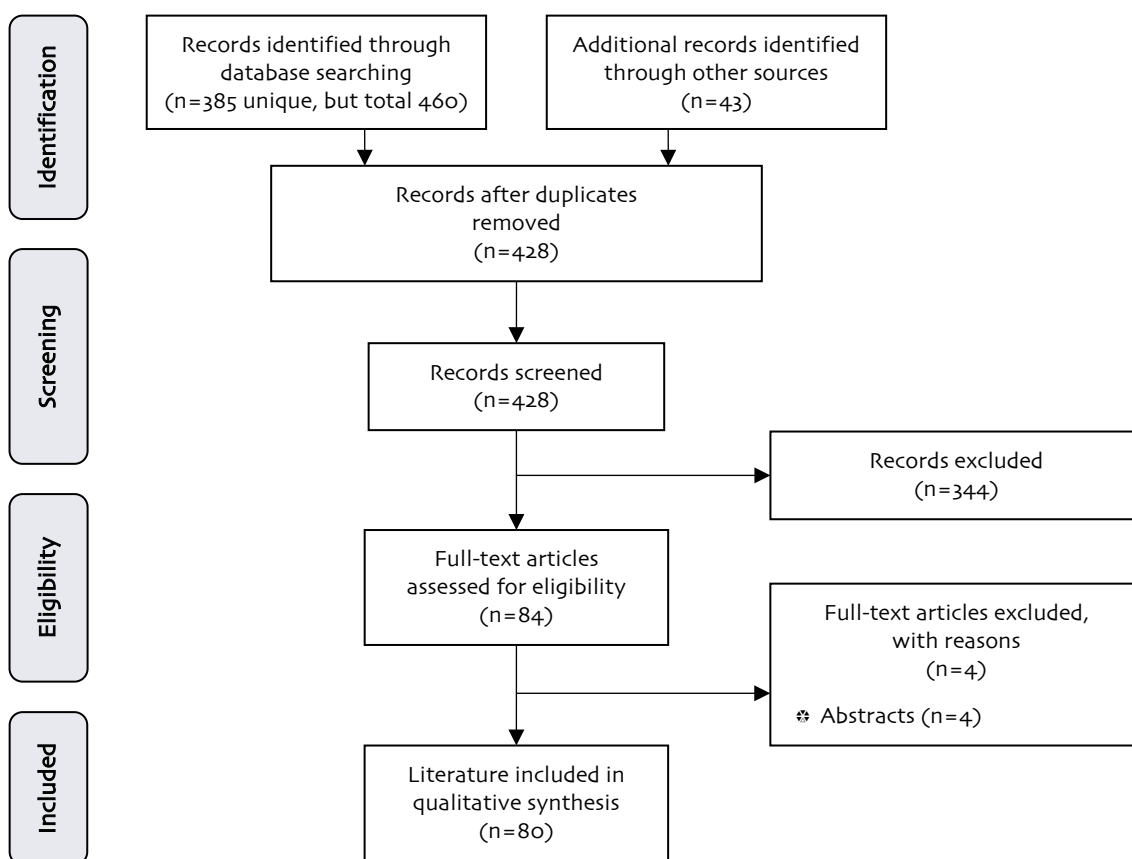 Identification
Records identified through
database searching
(n=385 unique, but total 460)
Additional records identified
through other sources
(n=43)
Records after duplicates
removed
(n=428)
Screening
Records screened
(n=428)
Records excluded
(n=344)
Eligibility
Full-text articles
assessed for eligibility
(n=84)
Full-text articles excluded,
with reasons
(n=4)
Abstracts (n=4)
Included
Literature included in
qualitative synthesis
(n=80)